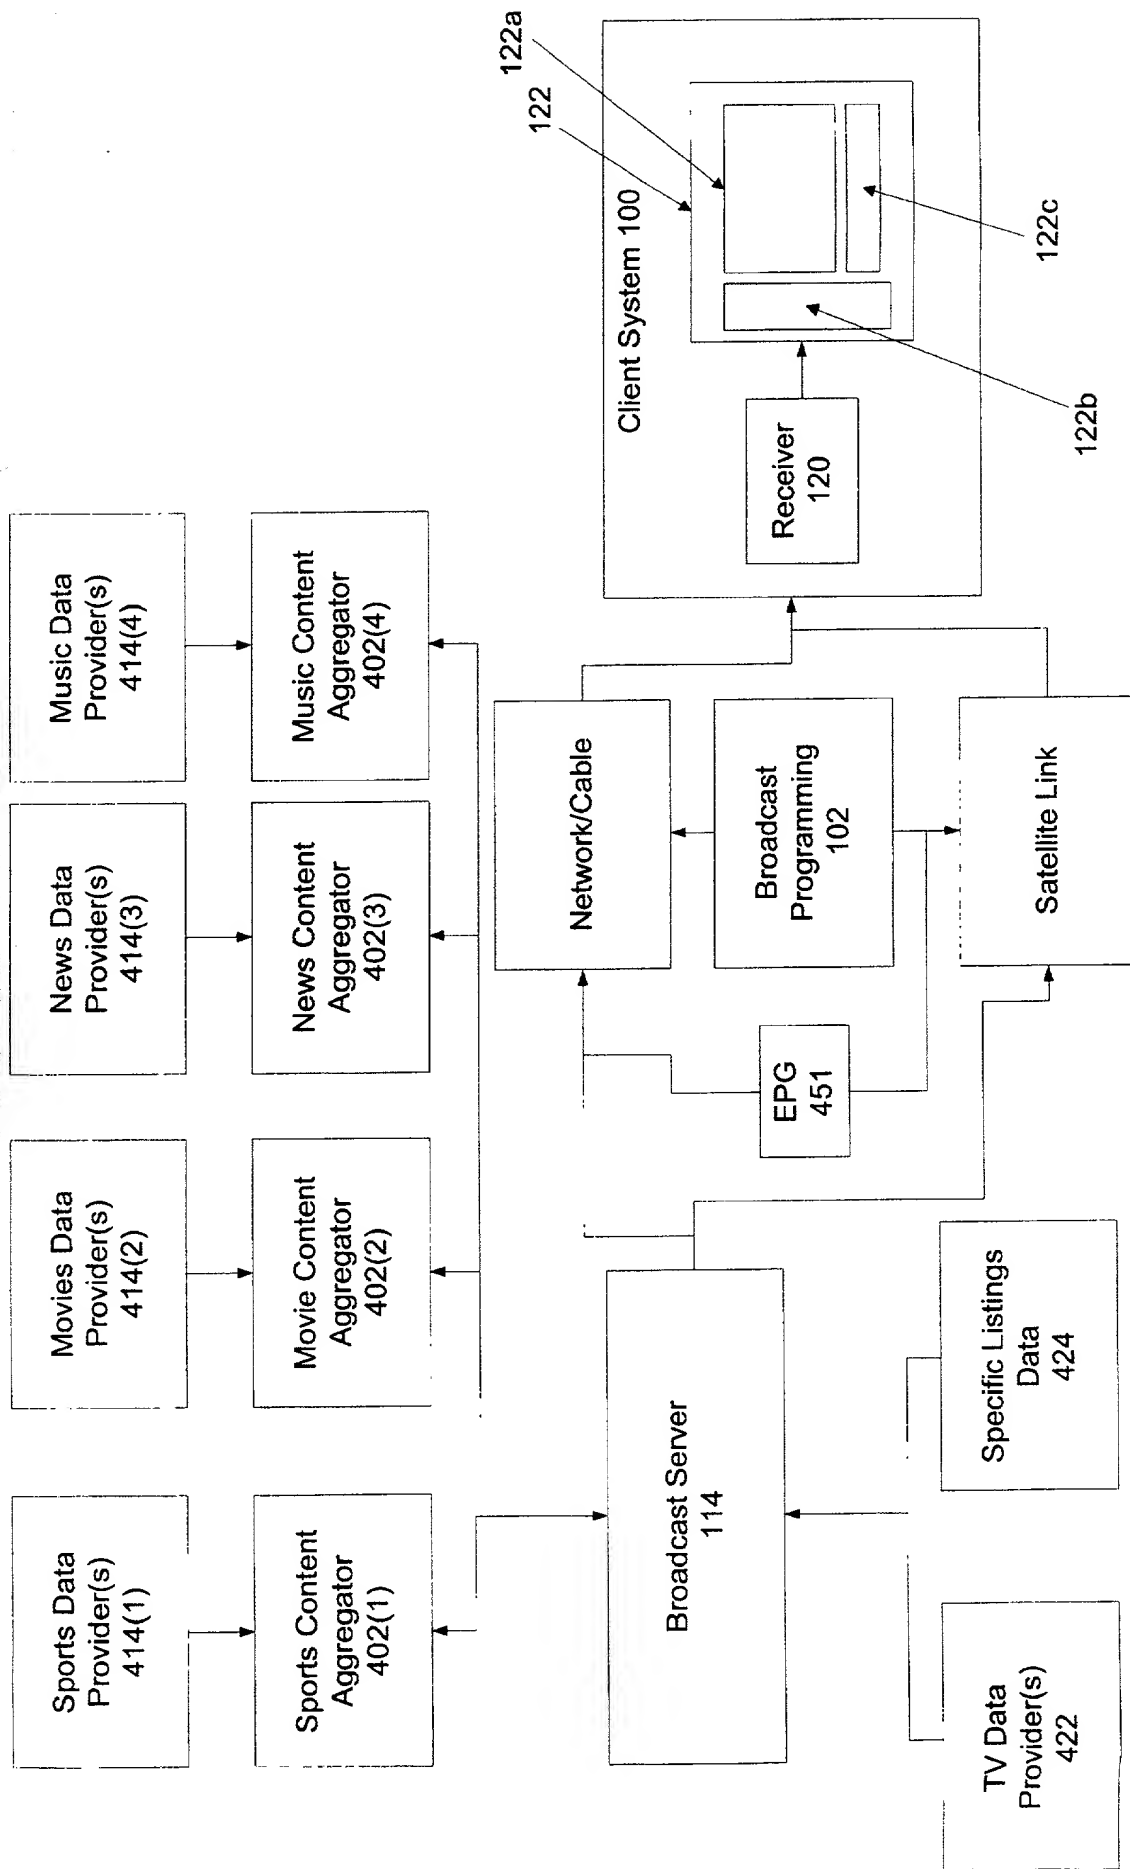 Sports Data
Provider(s)
414(1)
Movies Data
Provider(s)
414(2)
News Data
Provider(s)
414(3)
Music Data
Provider(s)
414(4)
Sports Content
Aggregator
402(1)
Movie Content
Aggregator
402(2)
News Content
Aggregator
402(3)
Music Content
Aggregator
402(4)
Broadcast Server
114
TV Data
Provider(s)
422
Specific Listings
Data
424
EPG
451
Network/Cable
Broadcast
Programming
102
Satellite Link
Client System 100
Receiver
120
122
122a
122b
122c